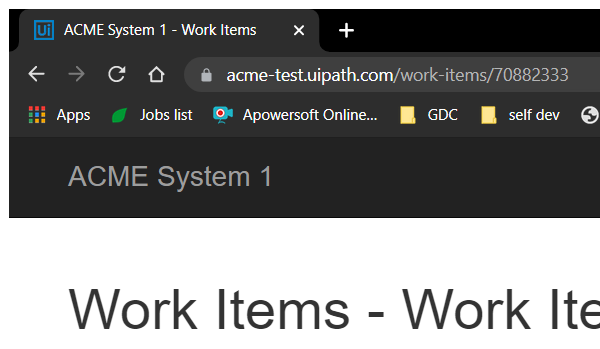 Ui ACME System 1 - Work Items
acme-test.uipath.com/work-items/70882333
Apps Jobs list Apowersoft Online... GDC self dev
ACME System 1
Work Items - Work Ite